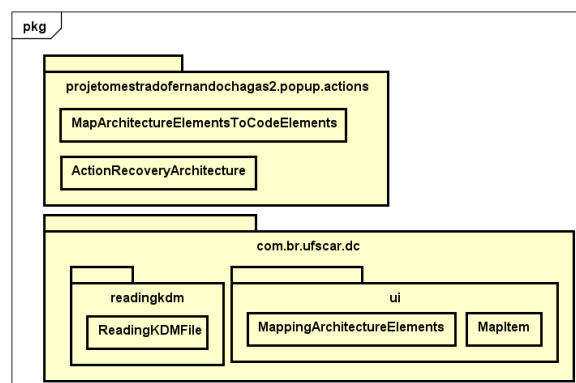 pkg
projetomestradofernandochagas2.popup.actions
MapArchitectureElementsToCodeElements
ActionRecoveryArchitecture
com.br.ufscar.dc
readingkdm
ui
ReadingKDMFile
MappingArchitectureElements
MapItem